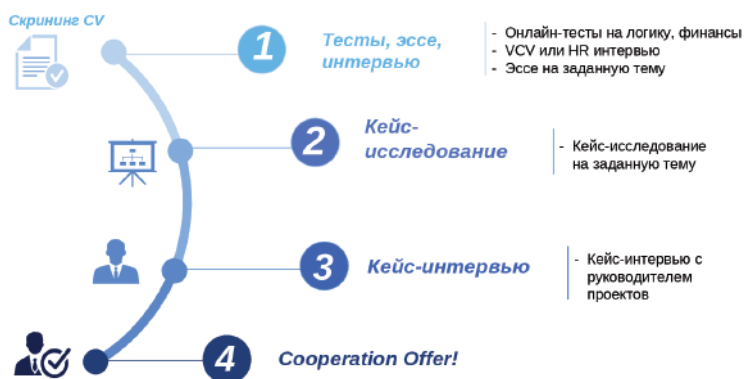 Скрининг CV
1
Тесты, эссе,
интервью
- Онлайн-тесты на логику, финансы
- VCV или HR интервью
- Эссе на заданную тему
2
Кейс-
исследование
- Кейс-исследование
на заданную тему
3
Кейс-интервью
- Кейс-интервью с
руководителем
проектов
4
Cooperation Offer!